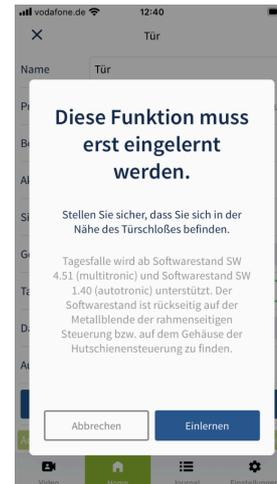 vodafone.de 12:40
Tür
Name Tür
Diese Funktion muss
erst eingelernt
werden.
Stellen Sie sicher, dass Sie sich in der
Nähe des Türschloßes befinden.
Tagesfalle wird ab Softwarestand SW
4.51 (multitronic) und Softwarestand SW
1.40 (autotronic) unterstützt. Der
Softwarestand ist rückseitig auf der
Metallblende der rahmenseitigen
Steuerung bzw. auf dem Gehäuse der
Hutschienensteuerung zu finden.
Abbrechen Einlernen
Video Home Journal Einstellungen